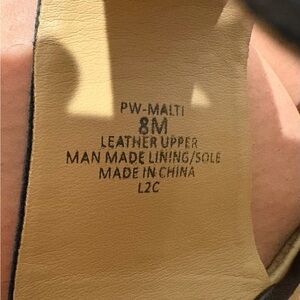 PW-MALTI
8M
LEATHER UPPER
MAN MADE LINING/SOLE
MADE IN CHINA
L2C